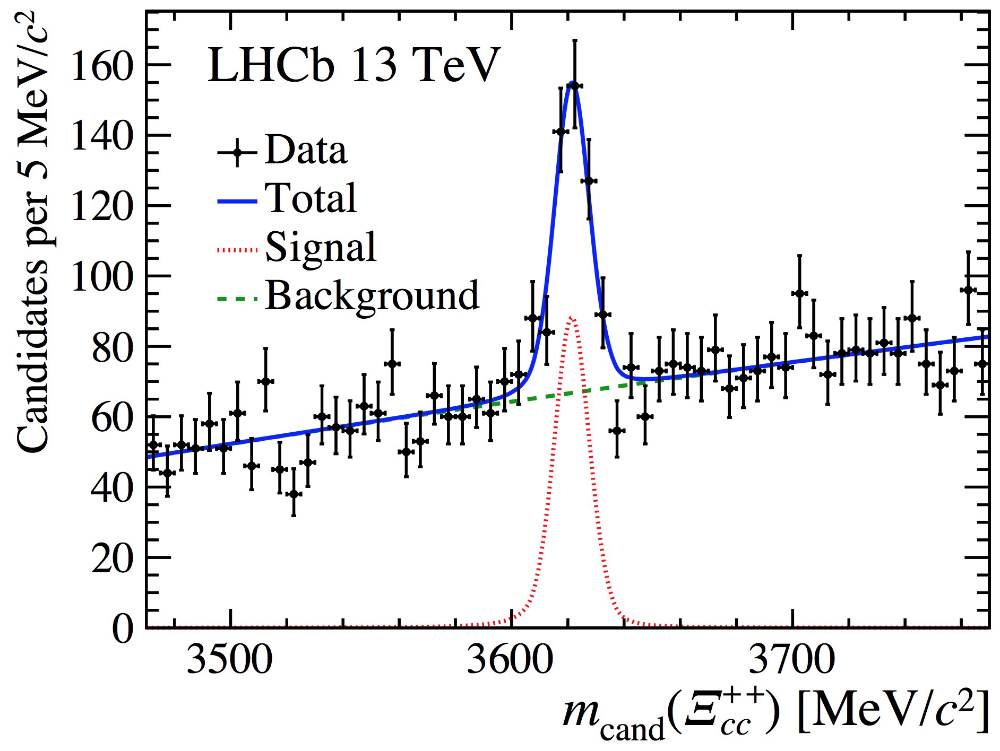 Candidates per 5 MeV/c²
160
140
120
100
80
60
40
20
0
LHCb 13 TeV
Data
Total
Signal
Background
3500 3600 3700
m_cand(Ξ_cc^++) [MeV/c²]